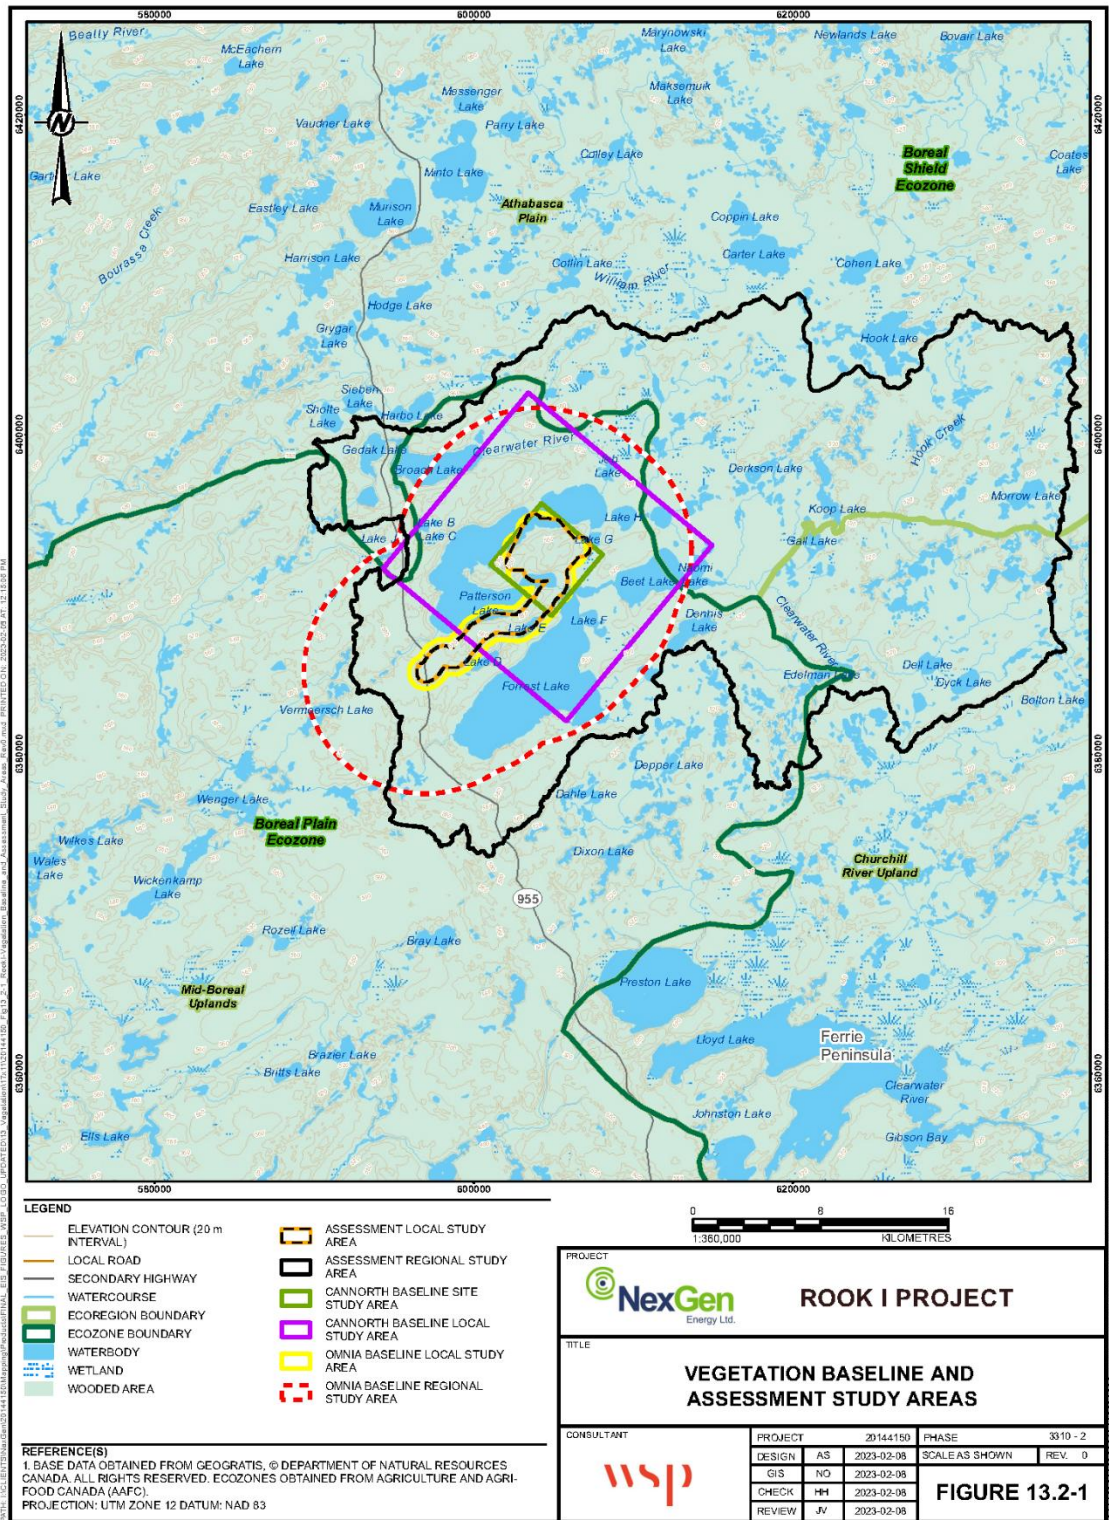 580000
600000
620000
Beatty River
McEachern
Lake
Marynowski
Lake
Newlands Lake
Bovair Lake
Messenger
Lake
Maksemuik
Lake
6420000
6420000
N
Vaudner Lake
Parry Lake
Colley Lake
Boreal
Shield
Ecozone
Coates
Lake
Minto Lake
Eastley Lake
Murison
Lake
Athabasca
Plain
Coppin Lake
Bourassa Creek
Harrison Lake
Carter Lake
Cohen Lake
William River
Hodge Lake
Grygar
Lake
Hook Lake
Sieben
Lake
Sholte
Lake
Harbo Lake
6400000
6400000
Gedak Lake
Clearwater River
Broach Lake
Hook Creek
Derkson Lake
Morrow Lake
Koop Lake
Lake B
Lake C
Lake H
Lake G
Gall Lake
Beet Lake
Naomi
Lake
Patterson
Lake
Lake E
Lake F
Dennis
Lake
Clearwater River
Lake D
Edelman Lake
Dell Lake
Dyck Lake
Forrest Lake
Bolton Lake
Vermeersch Lake
6380000
6380000
Depper Lake
Dahle Lake
Wenger Lake
Boreal Plain
Ecozone
Wilkes Lake
Dixon Lake
Wales
Lake
Churchill
River Upland
Wickenkamp
Lake
955
Rozell Lake
Bray Lake
Mid-Boreal
Uplands
Preston Lake
Lloyd Lake
Ferrie
Peninsula
6360000
6360000
Brazier Lake
Britts Lake
Clearwater
River
Johnston Lake
Ells Lake
Gibson Bay
580000
600000
620000
LEGEND
ELEVATION CONTOUR (20 m
INTERVAL)
LOCAL ROAD
SECONDARY HIGHWAY
WATERCOURSE
ECOREGION BOUNDARY
ECOZONE BOUNDARY
WATERBODY
WETLAND
WOODED AREA
ASSESSMENT LOCAL STUDY
AREA
ASSESSMENT REGIONAL STUDY
AREA
CANNORTH BASELINE SITE
STUDY AREA
CANNORTH BASELINE LOCAL
STUDY AREA
OMNIA BASELINE LOCAL STUDY
AREA
OMNIA BASELINE REGIONAL
STUDY AREA
0 8 16
1:360,000 KILOMETRES
REFERENCE(S)
1. BASE DATA OBTAINED FROM GEOGRATIS, © DEPARTMENT OF NATURAL RESOURCES
CANADA. ALL RIGHTS RESERVED. ECOZONES OBTAINED FROM AGRICULTURE AND AGRI-
FOOD CANADA (AAFC).
PROJECTION: UTM ZONE 12 DATUM: NAD 83
PROJECT
NexGen
Energy Ltd.
ROOK I PROJECT
TITLE
VEGETATION BASELINE AND
ASSESSMENT STUDY AREAS
CONSULTANT
wsp
PROJECT 20144150 PHASE 3310 - 2
DESIGN AS 2023-02-08 SCALE AS SHOWN REV. 0
GIS NO 2023-02-08
CHECK HH 2023-02-08
REVIEW JV 2023-02-08
FIGURE 13.2-1